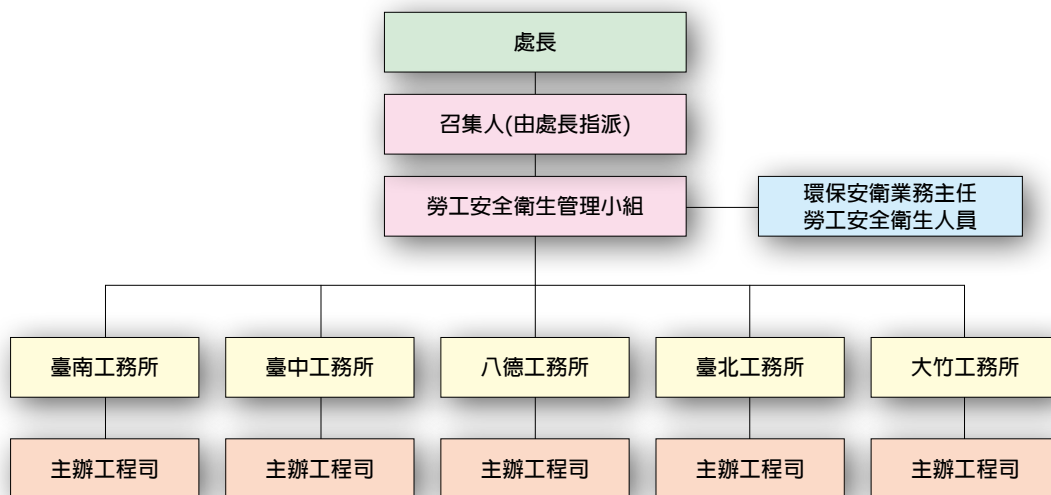 處長
召集人(由處長指派)
勞工安全衛生管理小組
環保安衛業務主任
勞工安全衛生人員
臺南工務所
臺中工務所
八德工務所
臺北工務所
大竹工務所
主辦工程司
主辦工程司
主辦工程司
主辦工程司
主辦工程司